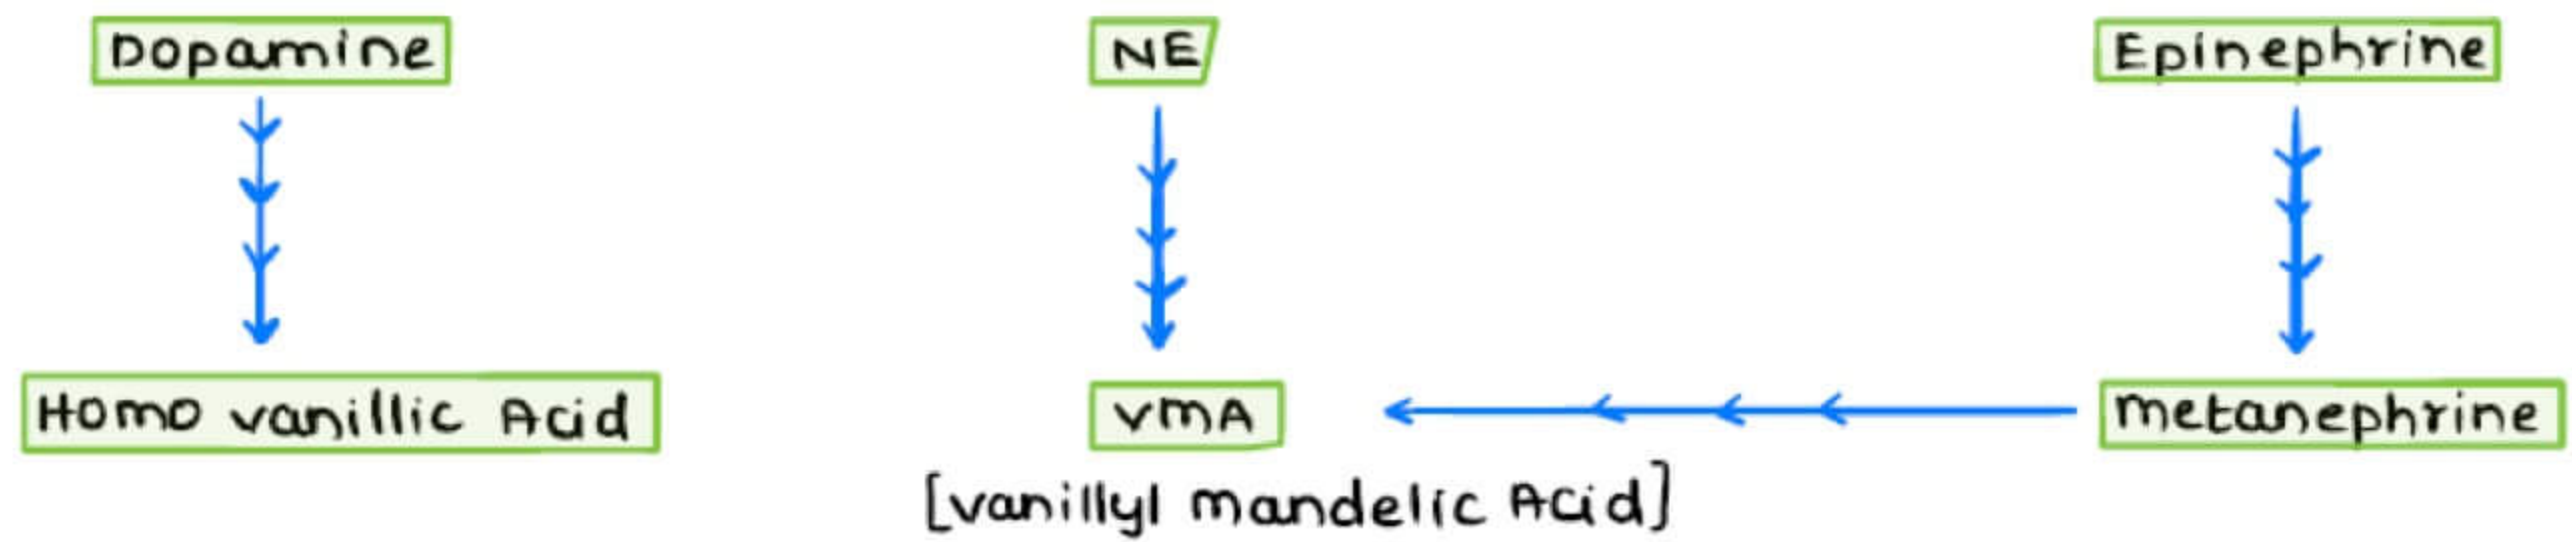 Dopamine NE Epinephrine
Homo vanillic Acid VMA metanephrine
[vanillyl mandelic Acid]